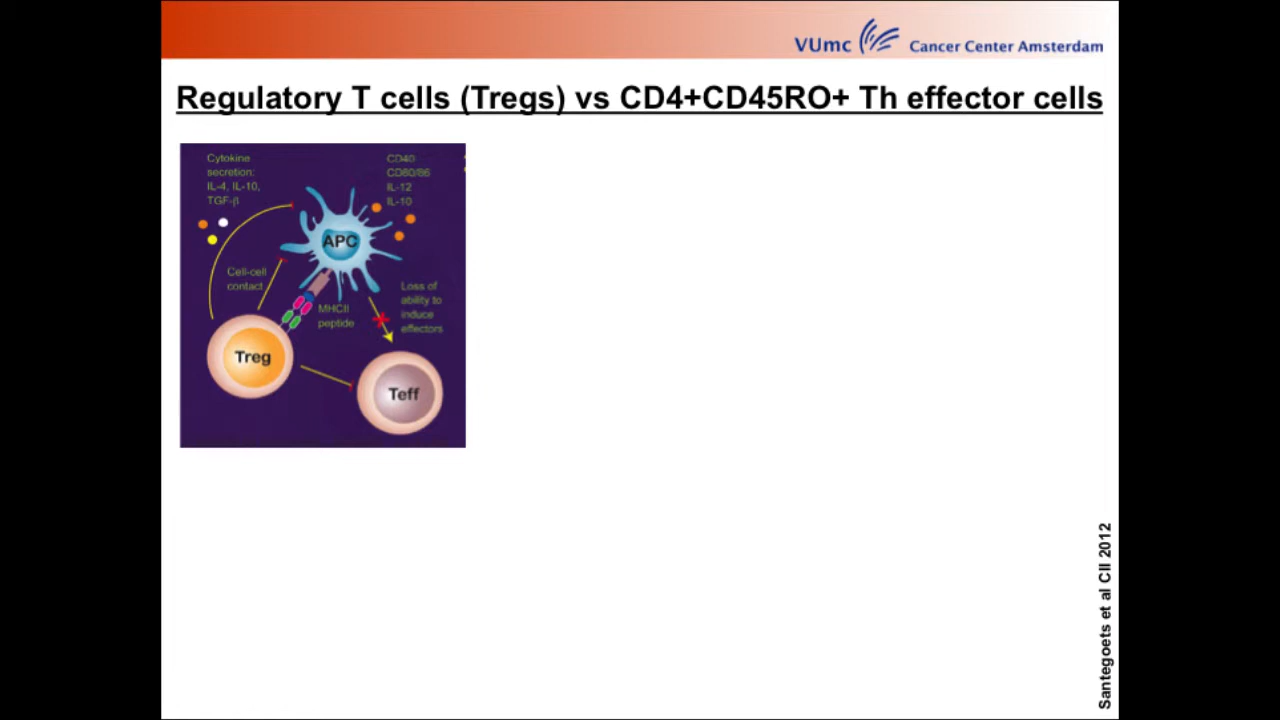 VUmc Cancer Center Amsterdam
Regulatory T cells (Tregs) vs CD4+CD45RO+ Th effector cells
Cytokine
secretion:
IL-4, IL-10,
TGF-β
CD40
CD80/86
IL-12
IL-10
APC
Cell-cell
contact
MHCII
peptide
Loss of
ability to
induce
effectors
Treg
Teff
Santegoets et al CII 2012